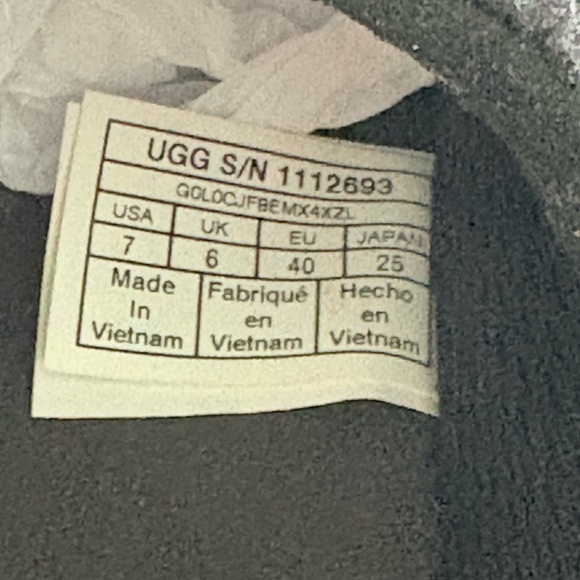 UGG S/N 1112693
G0L0CJFBEMX4XZL
USA UK EU JAPAN
7 6 40 25
Made In Vietnam
Fabriqué en Vietnam
Hecho en Vietnam